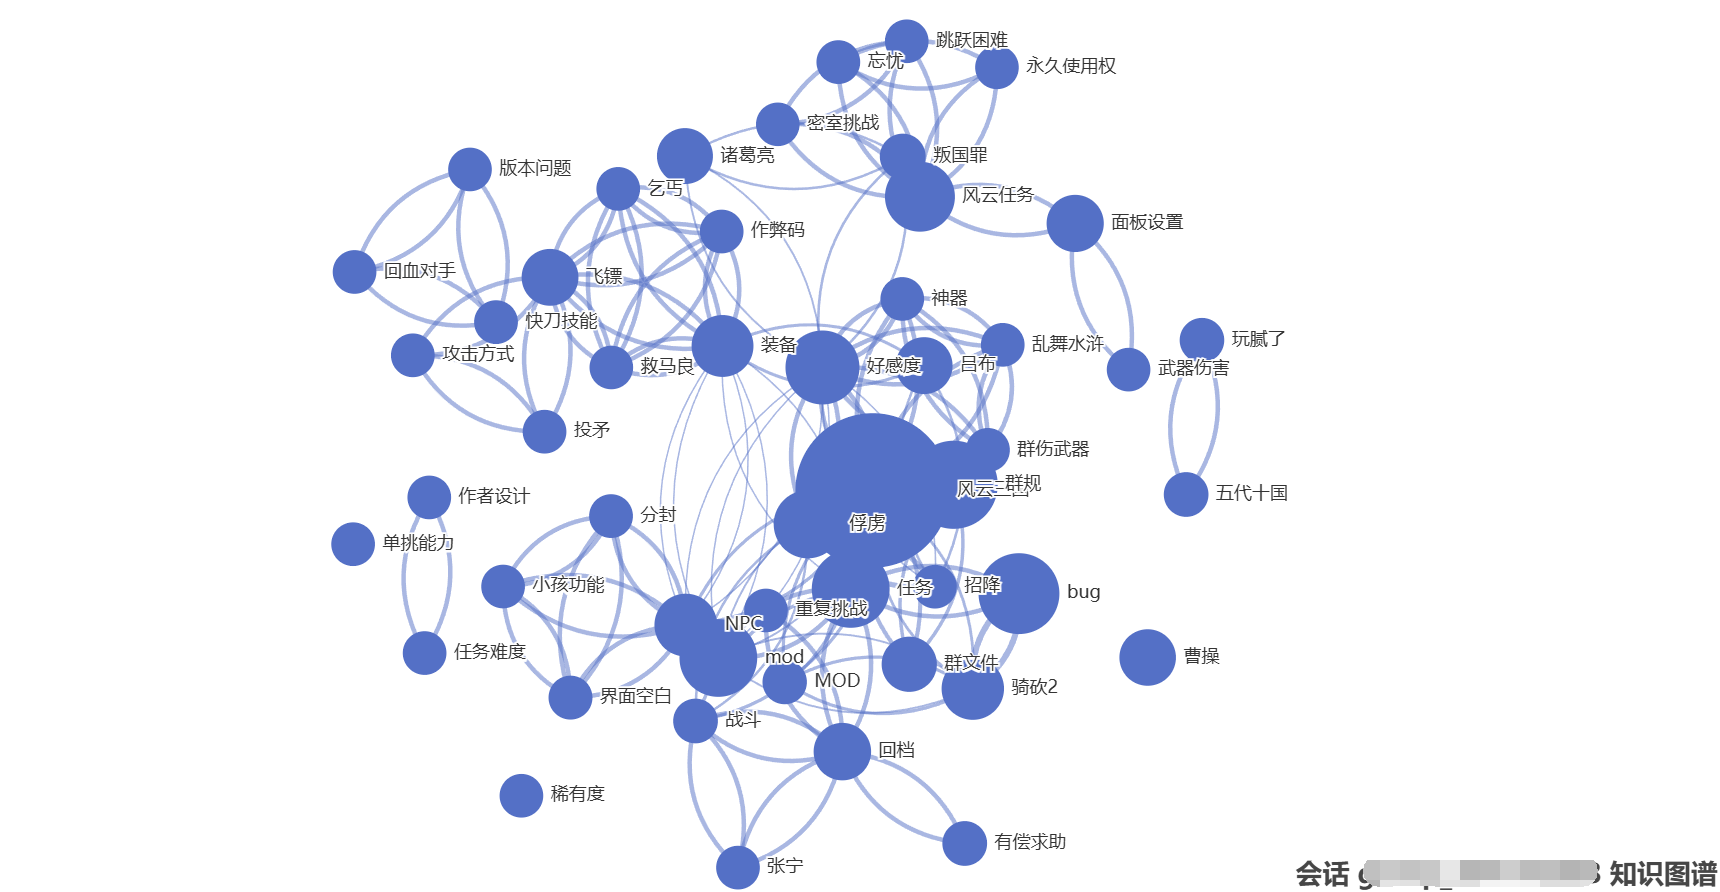 跳跃困难
忘忧
永久使用权
密室挑战
诸葛亮
叛国罪
版本问题
乞丐
风云任务
面板设置
作弊码
回血对手
飞镖
神器
快刀技能
玩腻了
装备
乱舞水浒
攻击方式
救马良
好感度
吕布
武器伤害
投矛
群伤武器
群规
风云三国
五代十国
作者设计
分封
俘虏
单挑能力
小孩功能
任务
招降
bug
重复挑战
NPC
任务难度
mod
群文件
曹操
MOD
骑砍2
界面空白
战斗
回档
稀有度
有偿求助
张宁
会话 知识图谱